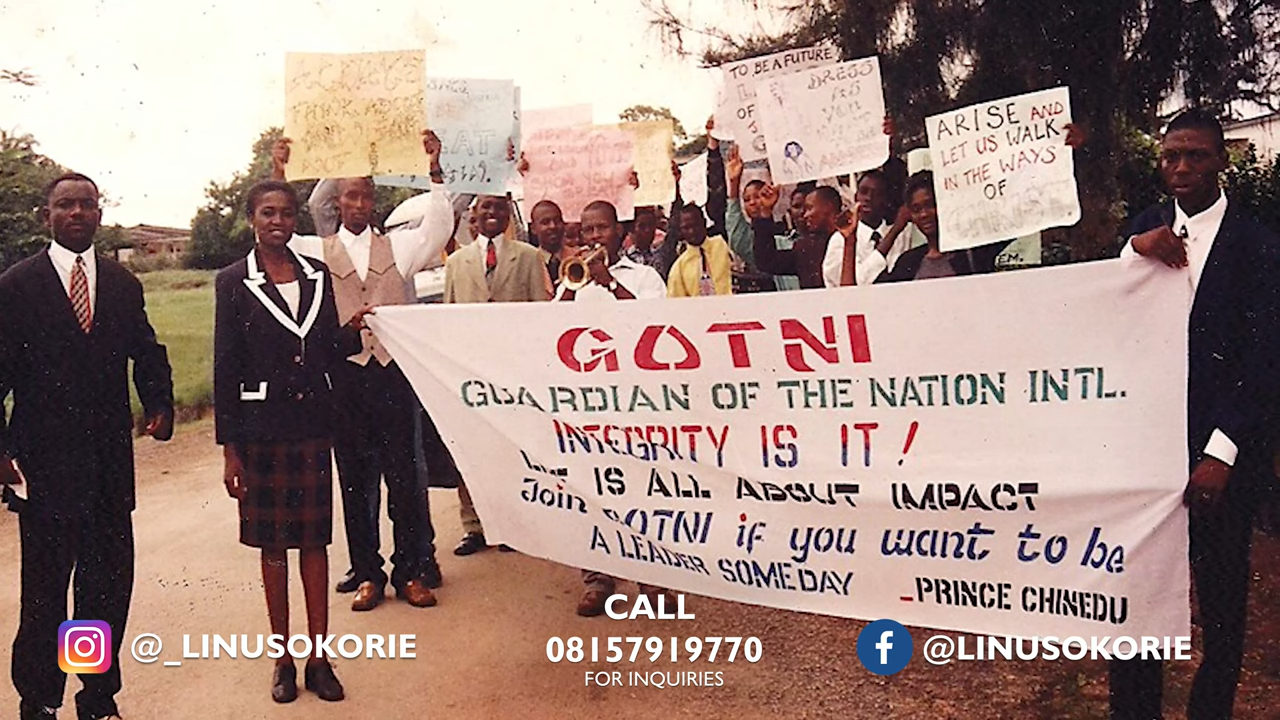 TO BE A FUTURE
OF
DRESS
ARISE AND
LET US WALK
IN THE WAYS
OF
GOTNI
GUARDIAN OF THE NATION INTL.
INTEGRITY IS IT!
IS ALL ABOUT IMPACT
Join GOTNI if you want to be
A LEADER SOMEDAY
_PRINCE CHINEDU
@_LINUSOKORIE
CALL
08157919770
FOR INQUIRIES
@LINUSOKORIE